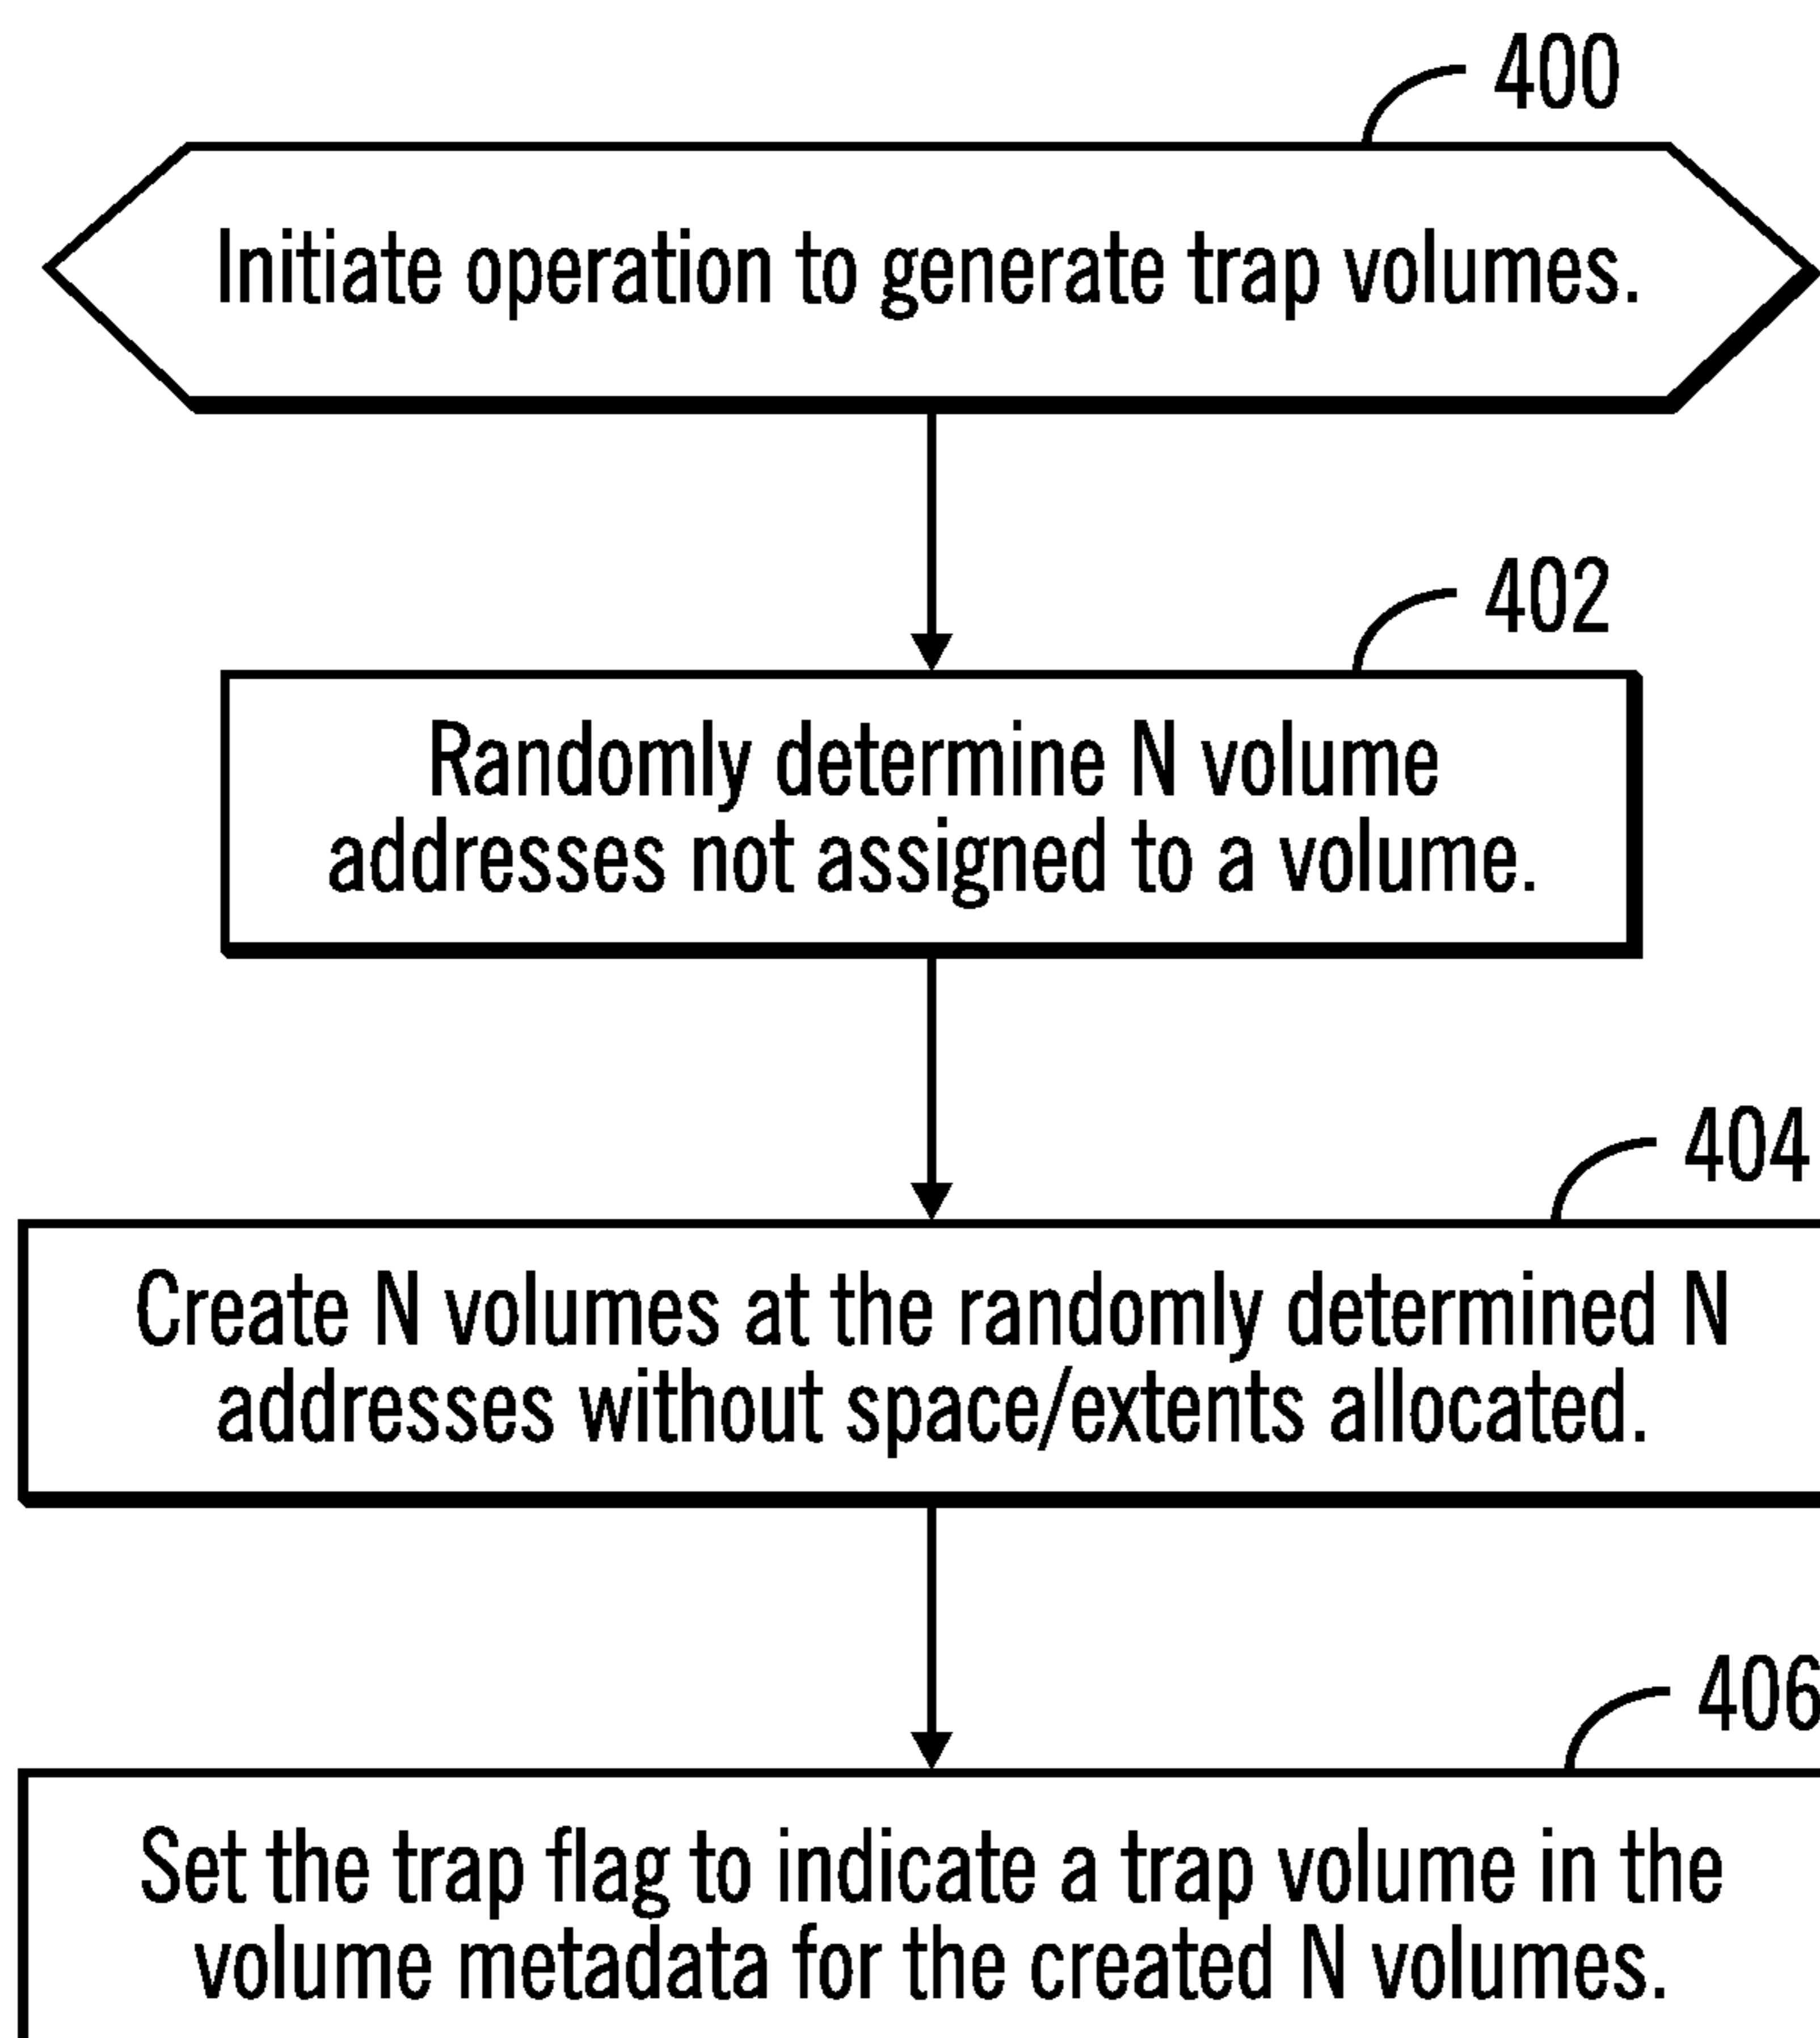 400
Initiate operation to generate trap volumes.
402
Randomly determine N volume
addresses not assigned to a volume.
404
Create N volumes at the randomly determined N
addresses without space/extents allocated.
406
Set the trap flag to indicate a trap volume in the
volume metadata for the created N volumes.